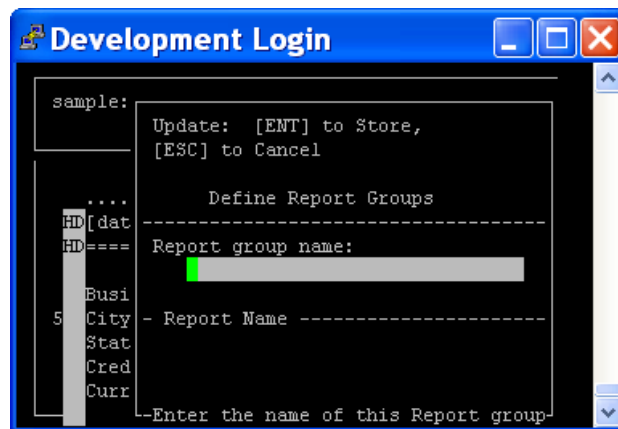 Development Login
sample:
Update: [ENT] to Store,
[ESC] to Cancel
....
Define Report Groups
HD[dat
HD====
Report group name:
Busi
5 City
- Report Name ----------------------
Stat
Cred
Curr
--Enter the name of this Report group-